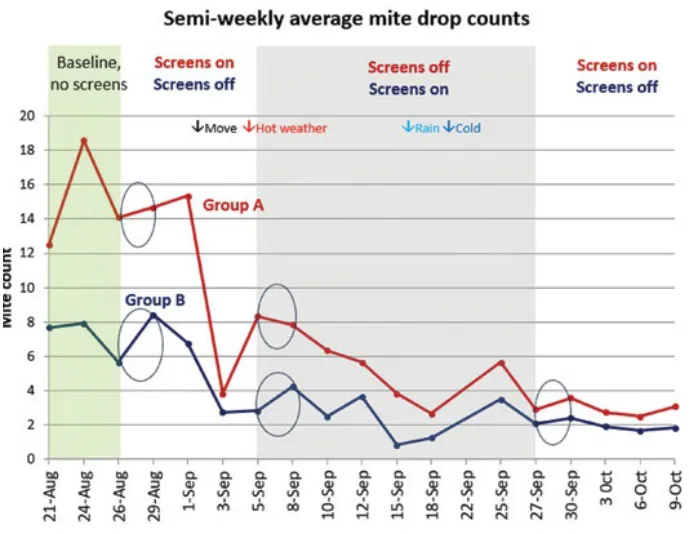 Semi-weekly average mite drop counts
Baseline,
no screens
Screens on
Screens off
Screens off
Screens on
Screens on
Screens off
↓Move ↓Hot weather ↓Rain ↓Cold
Group A
Group B
Mite count
20
18
16
14
12
10
8
6
4
2
0
21-Aug
24-Aug
26-Aug
29-Aug
1-Sep
3-Sep
5-Sep
8-Sep
10-Sep
12-Sep
15-Sep
18-Sep
22-Sep
25-Sep
27-Sep
30-Sep
3 Oct
6-Oct
9-Oct